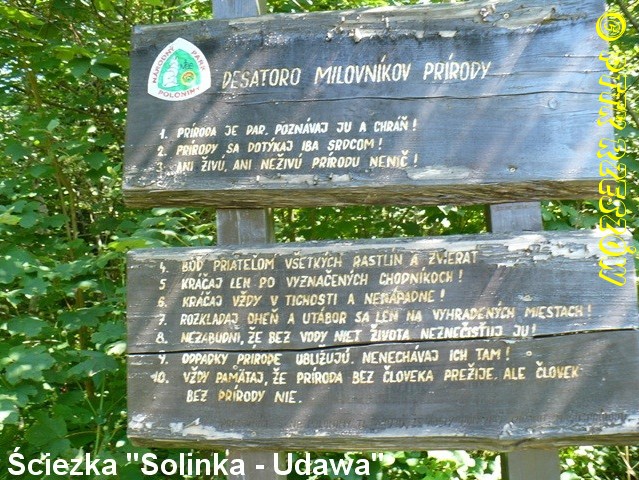 NÁRODNÝ PARK
POLONINY
DESATORO MILOVNÍKOV PRÍRODY
1. PRÍRODA JE DAR, POZNÁVAJ JU A CHRÁŇ!
2. PRÍRODY SA DOTÝKAJ IBA SRDCOM!
3. ANI ŽIVÚ, ANI NEŽIVÚ PRÍRODU NENIČ!
4. BUĎ PRIATEĽOM VŠETKÝCH RASTLÍN A ZVIERAT
5 KRÁČAJ LEN PO VYZNAČENÝCH CHODNÍKOCH!
6. KRÁČAJ VŽDY V TICHOSTI A NENÁPADNE!
7. ROZKLADAJ OHEŇ A UTÁBOR SA LEN NA VYHRADENÝCH MIESTACH!
8. NEZABUDNI, ŽE BEZ VODY NIET ŽIVOTA NEZNEČISŤUJ JU!
9. ODPADKY PRÍRODE UBLIŽUJÚ. NENECHÁVAJ ICH TAM!
10. VŽDY PAMÄTAJ, ŽE PRÍRODA BEZ ČLOVEKA PREŽIJE. ALE ČLOVEK
BEZ PRÍRODY NIE.
Ścieżka "Solinka - Udawa"